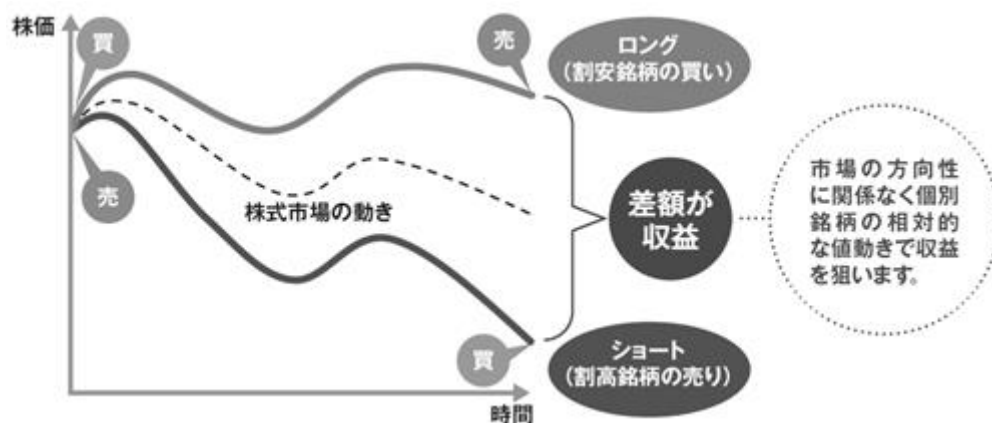 株価
買
売
売
株式市場の動き
買
時間
ロング
(割安銘柄の買い)
差額が
収益
ショート
(割高銘柄の売り)
市場の方向性
に関係なく個別
銘柄の相対的
な値動きで収益
を狙います。